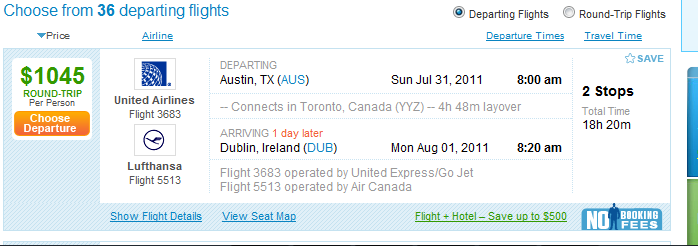 Choose from 36 departing flights
Departing Flights Round-Trip Flights
Price Airline Departure Times Travel Time
SAVE
$1045
ROUND-TRIP
Per Person
Choose
Departure
United Airlines
Flight 3683
Lufthansa
Flight 5513
DEPARTING
Austin, TX (AUS) Sun Jul 31, 2011 8:00 am
-- Connects in Toronto, Canada (YYZ) -- 4h 48m layover
ARRIVING 1 day later
Dublin, Ireland (DUB) Mon Aug 01, 2011 8:20 am
Flight 3683 operated by United Express/Go Jet
Flight 5513 operated by Air Canada
2 Stops
Total Time
18h 20m
Show Flight Details View Seat Map Flight + Hotel – Save up to $500
NO BOOKING
FEES